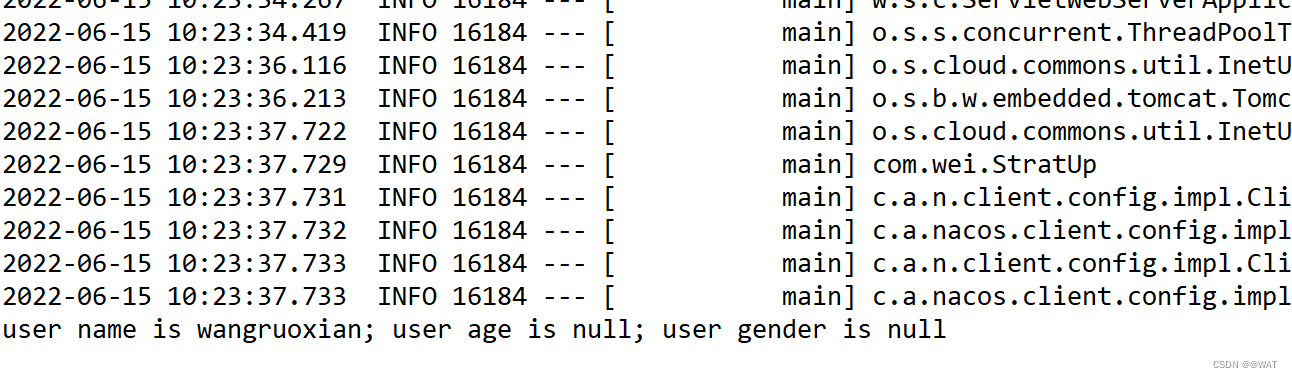 2022-06-15 10:23:34.267  INFO 16184 --- [           main] w.s.c.ServletWebServerApplic
2022-06-15 10:23:34.419  INFO 16184 --- [           main] o.s.s.concurrent.ThreadPoolT
2022-06-15 10:23:36.116  INFO 16184 --- [           main] o.s.cloud.commons.util.InetU
2022-06-15 10:23:36.213  INFO 16184 --- [           main] o.s.b.w.embedded.tomcat.Tomc
2022-06-15 10:23:37.722  INFO 16184 --- [           main] o.s.cloud.commons.util.InetU
2022-06-15 10:23:37.729  INFO 16184 --- [           main] com.wei.StratUp
2022-06-15 10:23:37.731  INFO 16184 --- [           main] c.a.n.client.config.impl.Cli
2022-06-15 10:23:37.732  INFO 16184 --- [           main] c.a.nacos.client.config.impl
2022-06-15 10:23:37.733  INFO 16184 --- [           main] c.a.n.client.config.impl.Cli
2022-06-15 10:23:37.733  INFO 16184 --- [           main] c.a.nacos.client.config.impl
user name is wangruoxian; user age is null; user gender is null
CSDN @@WAT